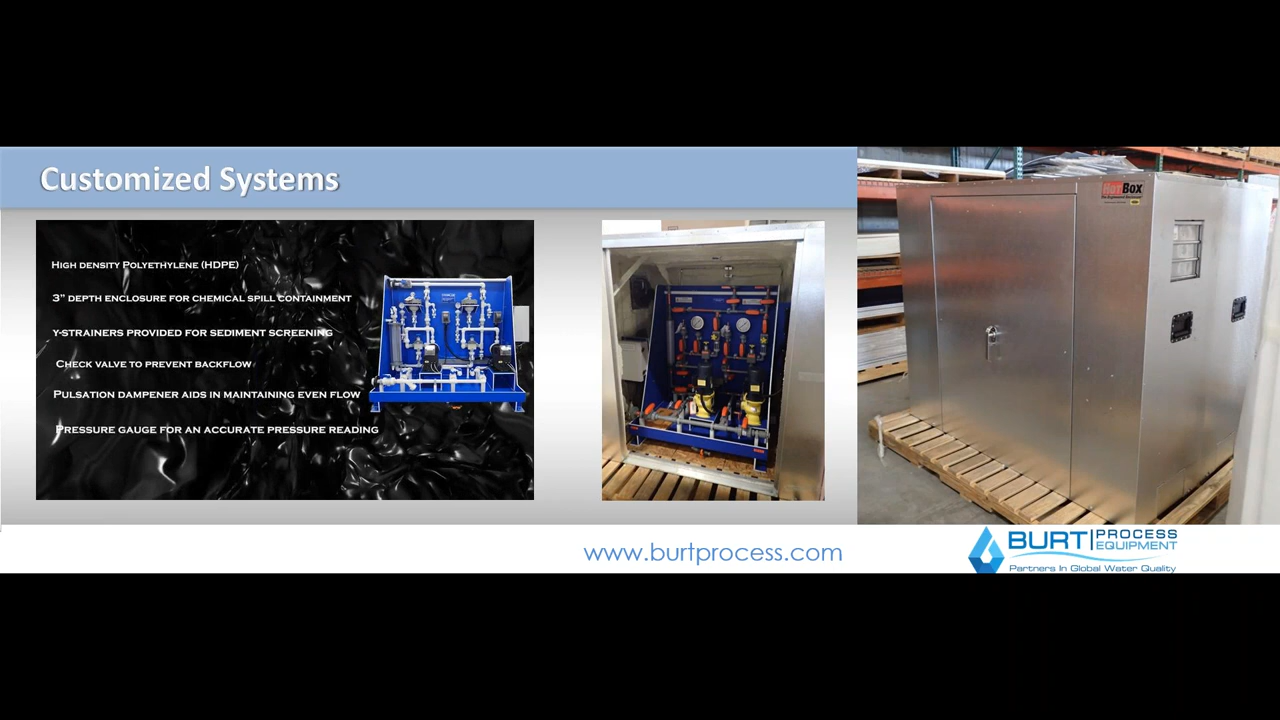 Customized Systems
High density Polyethylene (HDPE)
3" depth enclosure for chemical spill containment
Y-strainers provided for sediment screening
Check valve to prevent backflow
Pulsation dampener aids in maintaining even flow
Pressure gauge for an accurate pressure reading
HotBox
www.burtprocess.com
BURT PROCESS EQUIPMENT
Partners In Global Water Quality